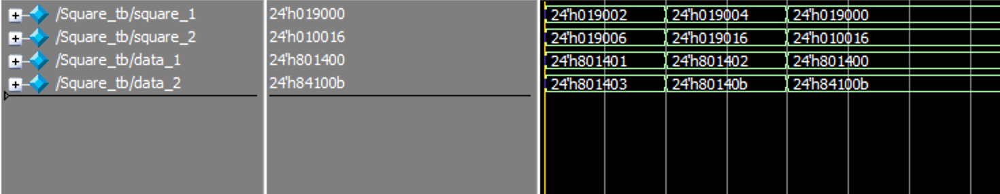 /Square_tb/square_1 24'h019000 24'h019002 24'h019004 24'h019000
/Square_tb/square_2 24'h010016 24'h019006 24'h019016 24'h010016
/Square_tb/data_1 24'h801400 24'h801401 24'h801402 24'h801400
/Square_tb/data_2 24'h84100b 24'h801403 24'h80140b 24'h84100b